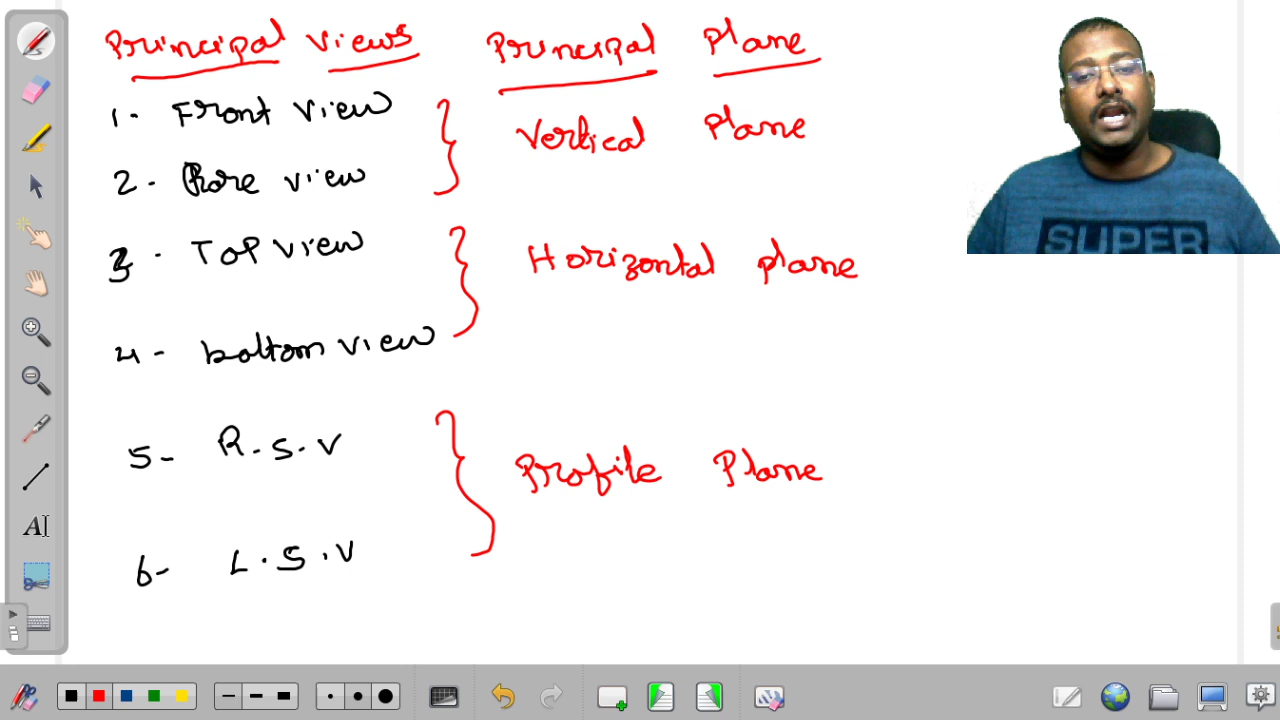 Principal Views
Principal Plane
1. Front View
2. Rore view
Vertical Plane
3. Top view
4- bottom view
Horizontal plane
5- R.S.V
6- L.S.V
Profile Plane
SUPER